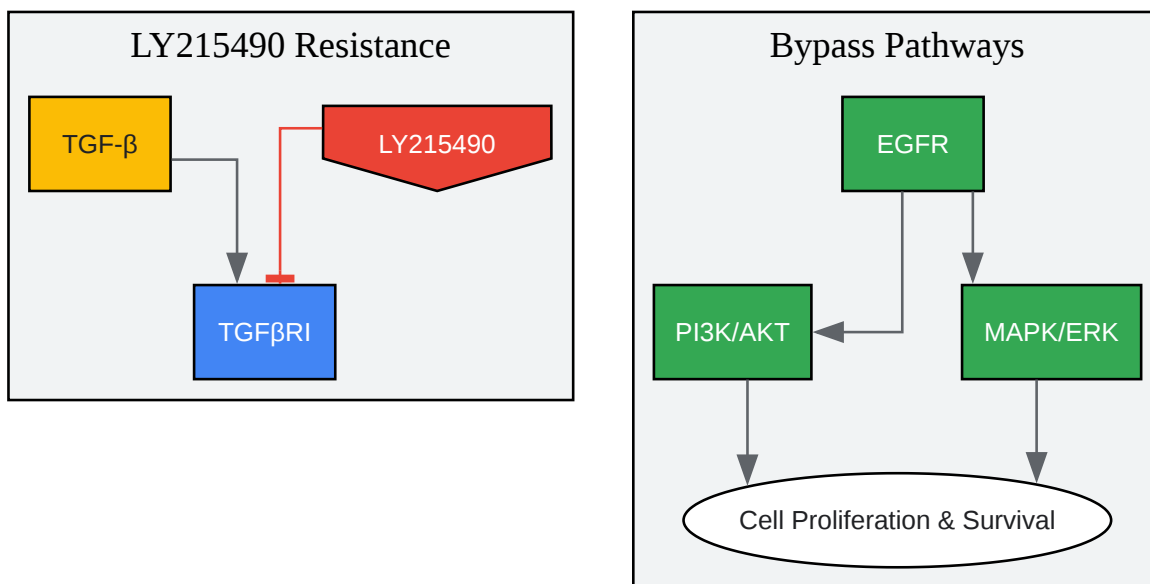 LY215490 Resistance
TGF-β
LY215490
TGFβRI
Bypass Pathways
EGFR
PI3K/AKT
MAPK/ERK
Cell Proliferation & Survival